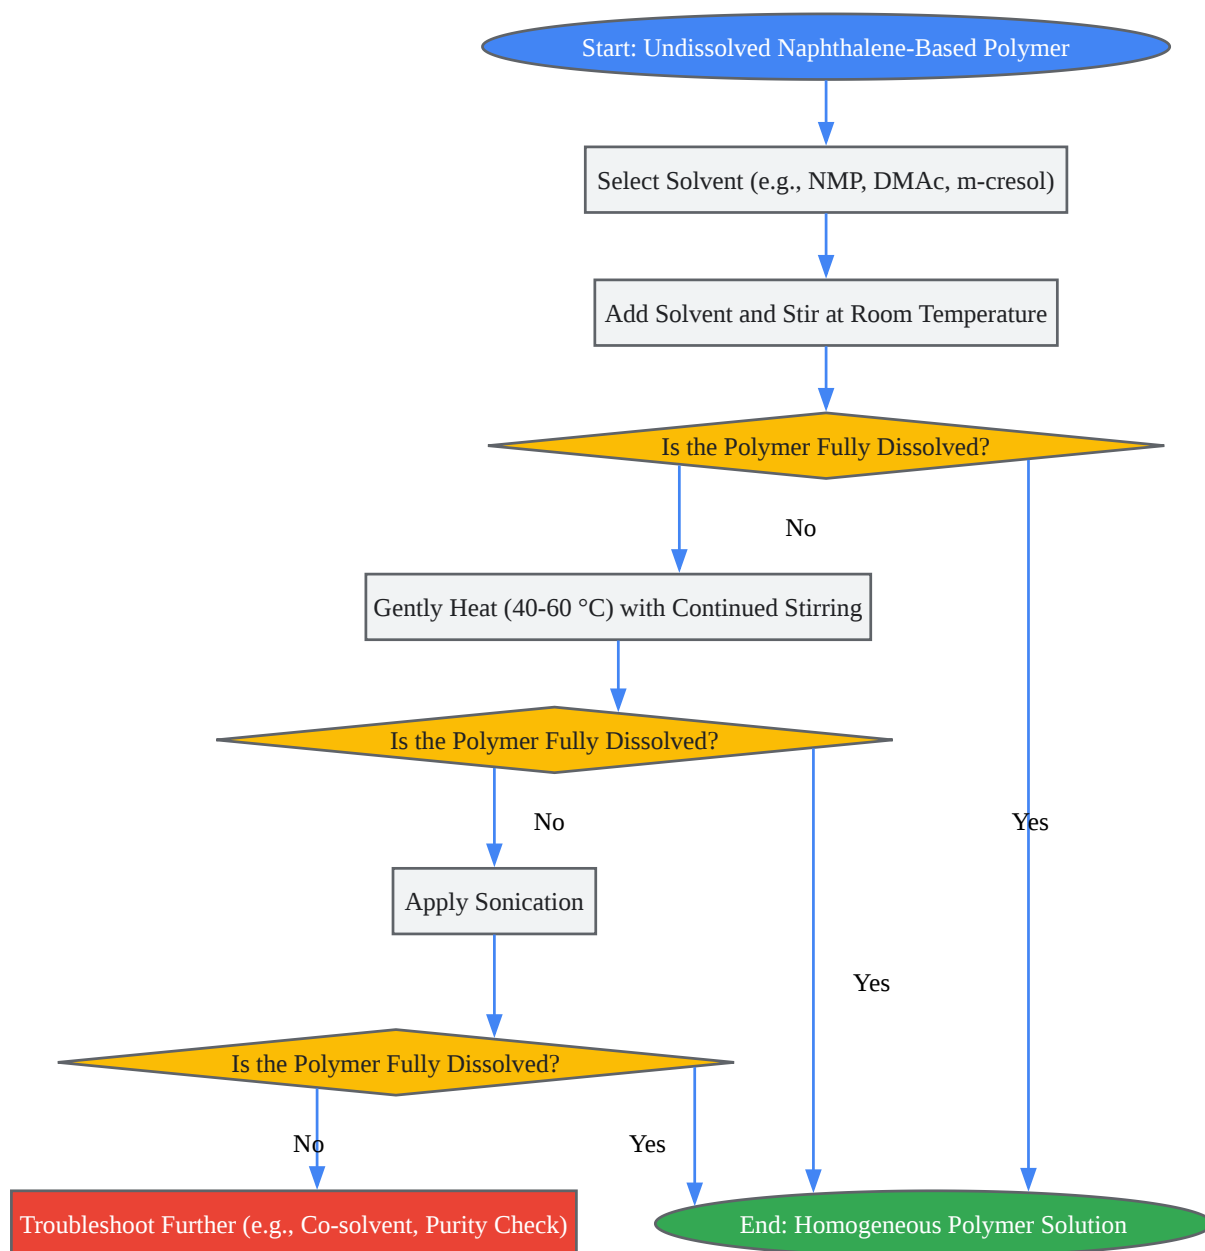 Start: Undissolved Naphthalene-Based Polymer
Select Solvent (e.g., NMP, DMAc, m-cresol)
Add Solvent and Stir at Room Temperature
Is the Polymer Fully Dissolved?
No
Gently Heat (40-60 °C) with Continued Stirring
Is the Polymer Fully Dissolved?
No
Yes
Apply Sonication
Yes
Is the Polymer Fully Dissolved?
No
Yes
Troubleshoot Further (e.g., Co-solvent, Purity Check)
End: Homogeneous Polymer Solution